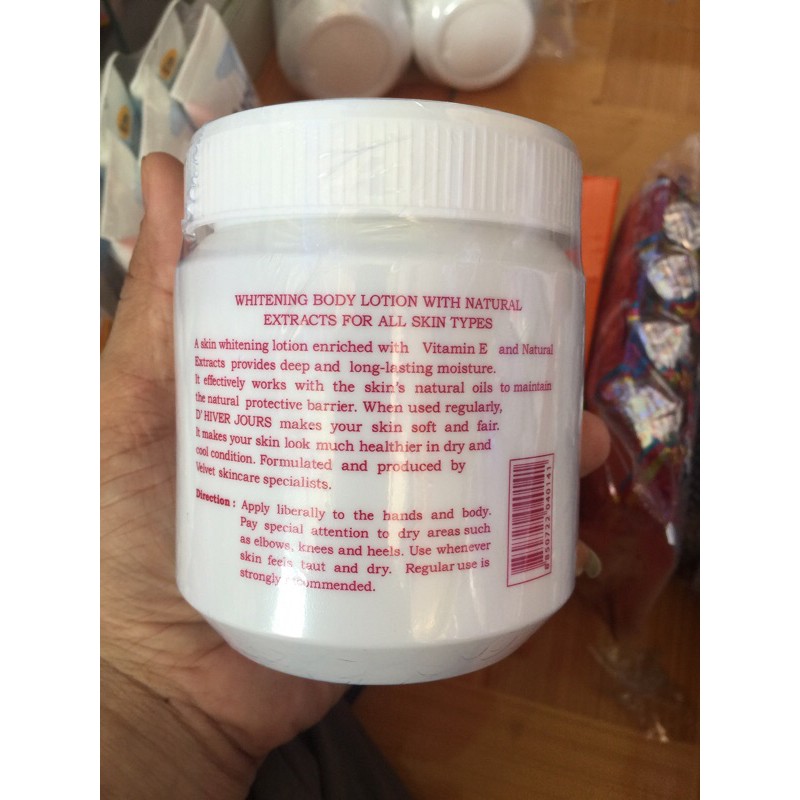 WHITENING BODY LOTION WITH NATURAL
EXTRACTS FOR ALL SKIN TYPES
A skin whitening lotion enriched with Vitamin E and Natural
Extracts provides deep and long-lasting moisture.
It effectively works with the skin's natural oils to maintain
the natural protective barrier. When used regularly,
D'HIVER JOURS makes your skin soft and fair.
It makes your skin look much healthier in dry and
cool condition. Formulated and produced by
Velvet skincare specialists.
Direction : Apply liberally to the hands and body.
Pay special attention to dry areas such
as elbows, knees and heels. Use whenever
skin feels taut and dry. Regular use is
strongly recommended.
8 850722 040141